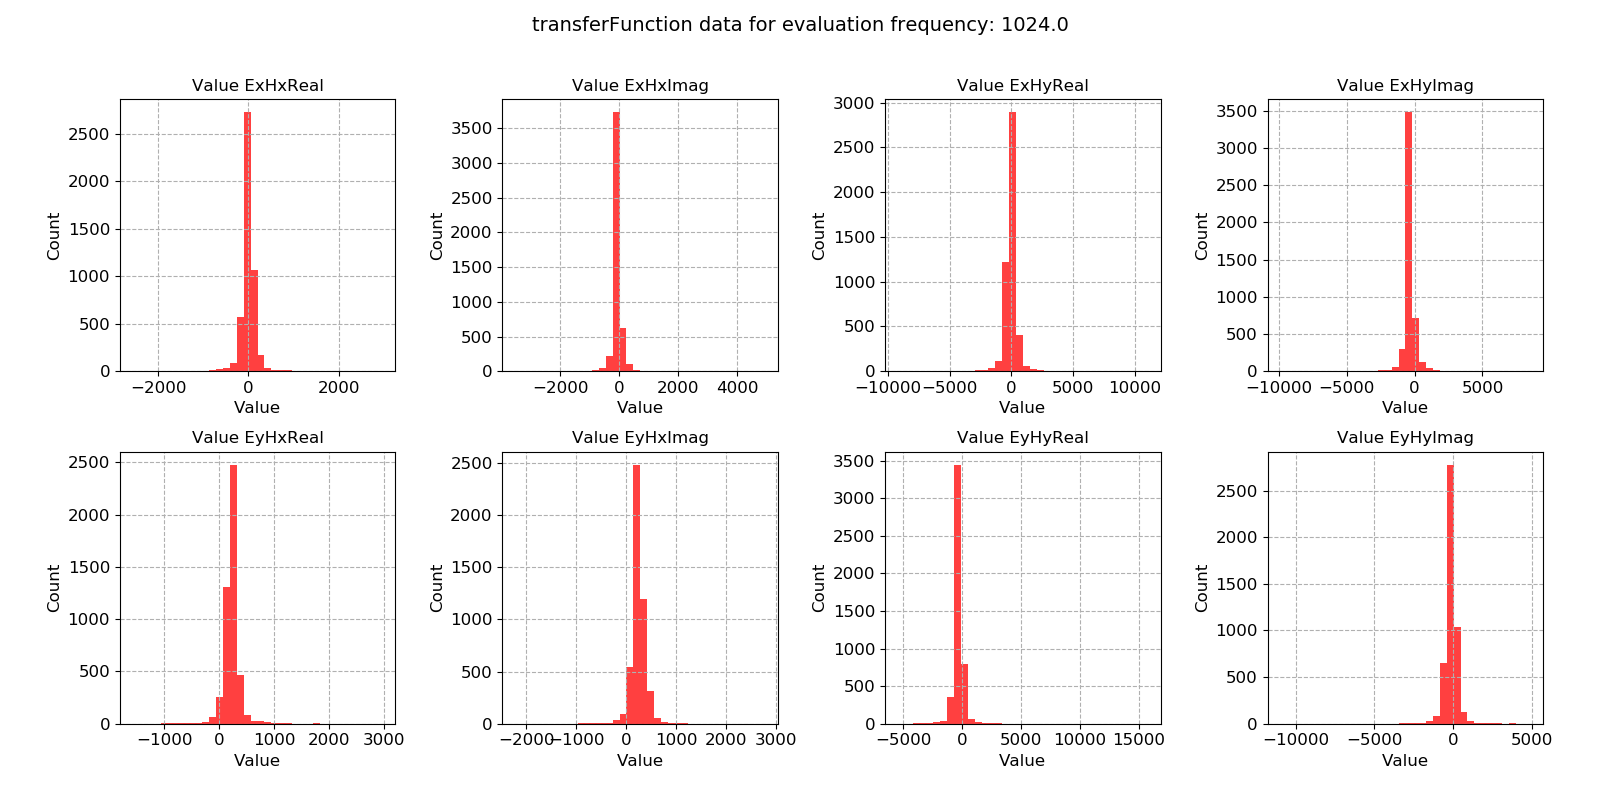 transferFunction data for evaluation frequency: 1024.0
Value ExHxReal
Value ExHxImag
Value ExHyReal
Value ExHyImag
Count
2500
2000
1500
1000
500
0
−2000 0 2000
Value
Count
3500
3000
2500
2000
1500
1000
500
0
−2000 0 2000 4000
Value
Count
3000
2500
2000
1500
1000
500
0
−10000 −5000 0 5000 10000
Value
Count
3500
3000
2500
2000
1500
1000
500
0
−10000 −5000 0 5000
Value
Value EyHxReal
Value EyHxImag
Value EyHyReal
Value EyHyImag
Count
2500
2000
1500
1000
500
0
−1000 0 1000 2000 3000
Value
Count
2500
2000
1500
1000
500
0
−2000 −1000 0 1000 2000 3000
Value
Count
3500
3000
2500
2000
1500
1000
500
0
−5000 0 5000 10000 15000
Value
Count
2500
2000
1500
1000
500
0
−10000 −5000 0 5000
Value